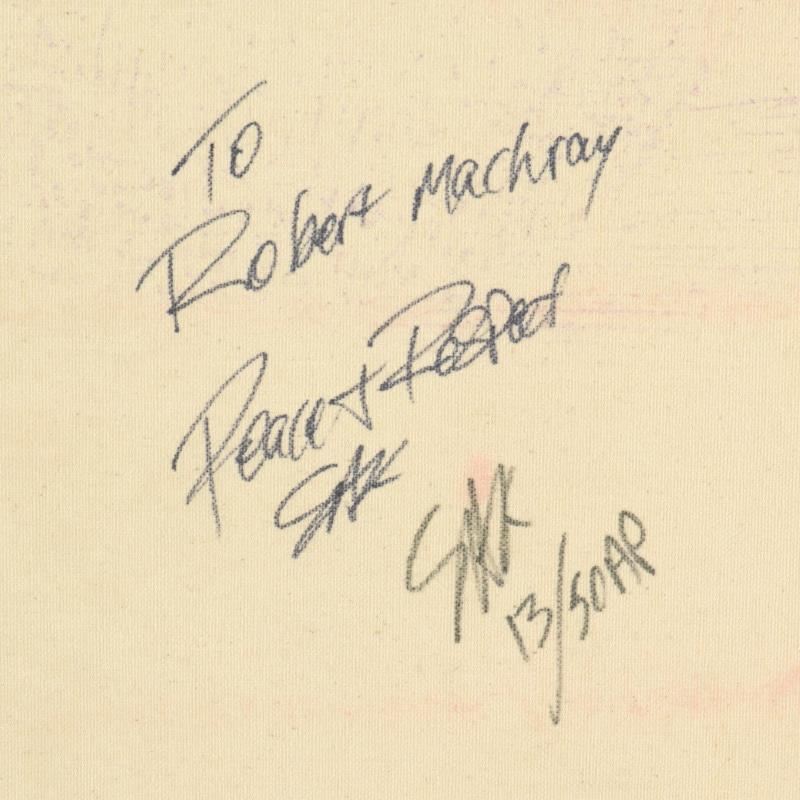 To
Robert Machray
Peace + Respect
13/50 AP